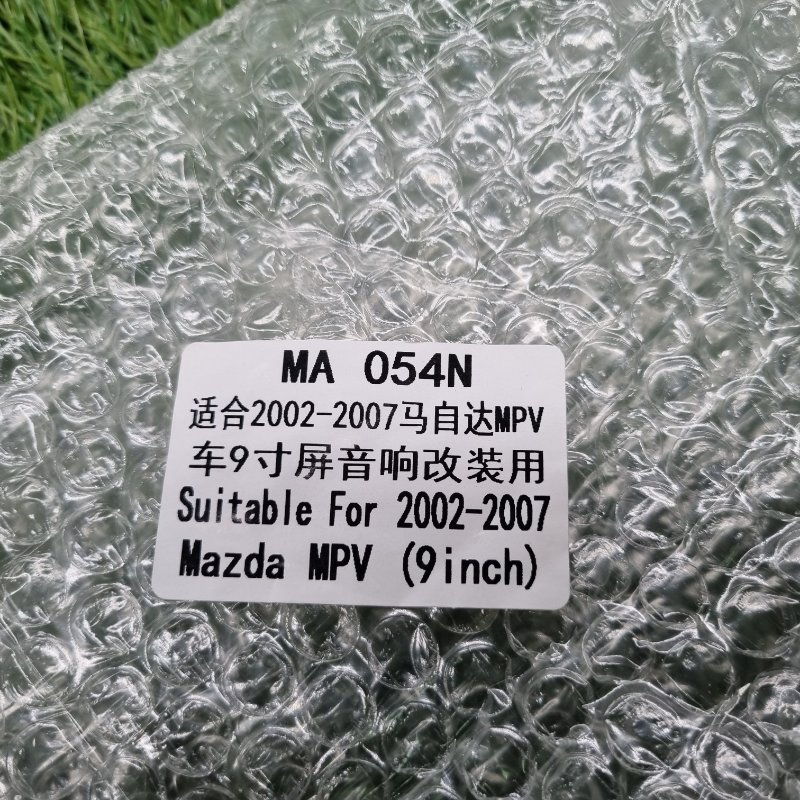 MA 054N
适合2002-2007马自达MPV
车9寸屏音响改装用
Suitable For 2002-2007
Mazda MPV (9inch)